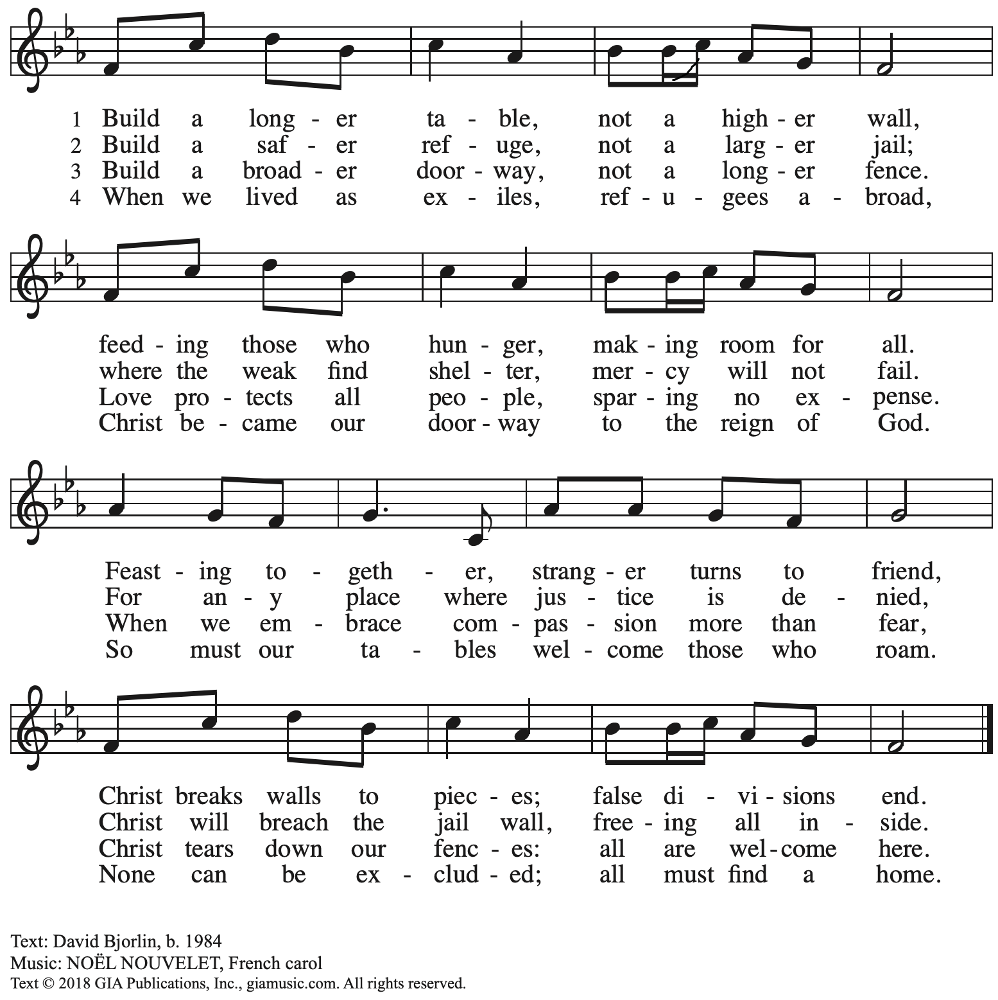 1 Build a long - er ta - ble, not a high - er wall,
2 Build a saf - er ref - uge, not a larg - er jail;
3 Build a broad - er door - way, not a long - er fence.
4 When we lived as ex - iles, ref - u - gees a - broad,
feed - ing those who hun - ger, mak - ing room for all.
where the weak find shel - ter, mer - cy will not fail.
Love pro - tects all peo - ple, spar - ing no ex - pense.
Christ be - came our door - way to the reign of God.
Feast - ing to - geth - er, strang - er turns to friend,
For an - y place where jus - tice is de - nied,
When we em - brace com - pas - sion more than fear,
So must our ta - bles wel - come those who roam.
Christ breaks walls to piec - es; false di - vi - sions end.
Christ will breach the jail wall, free - ing all in - side.
Christ tears down our fenc - es: all are wel - come here.
None can be ex - clud - ed; all must find a home.
Text: David Bjorlin, b. 1984
Music: NOËL NOUVELET, French carol
Text © 2018 GIA Publications, Inc., giamusic.com. All rights reserved.